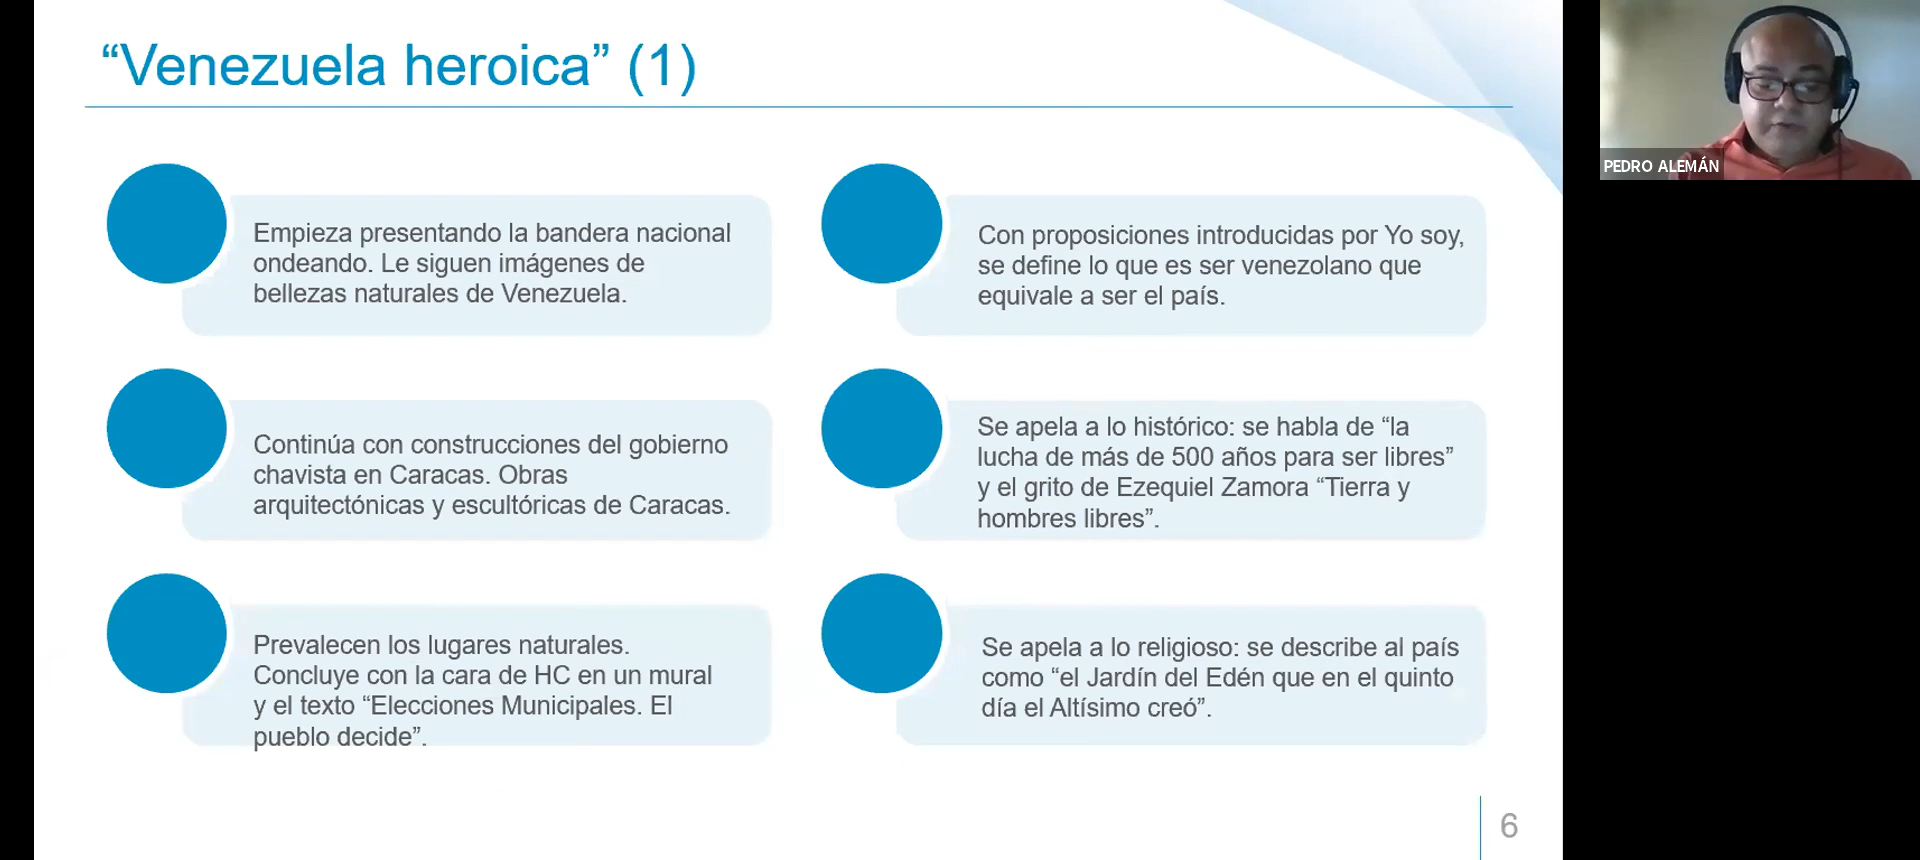 “Venezuela heroica” (1)
Empieza presentando la bandera nacional
ondeando. Le siguen imágenes de
bellezas naturales de Venezuela.
Con proposiciones introducidas por Yo soy,
se define lo que es ser venezolano que
equivale a ser el país.
Continúa con construcciones del gobierno
chavista en Caracas. Obras
arquitectónicas y escultóricas de Caracas.
Se apela a lo histórico: se habla de “la
lucha de más de 500 años para ser libres”
y el grito de Ezequiel Zamora “Tierra y
hombres libres”.
Prevalecen los lugares naturales.
Concluye con la cara de HC en un mural
y el texto “Elecciones Municipales. El
pueblo decide”.
Se apela a lo religioso: se describe al país
como “el Jardín del Edén que en el quinto
día el Altísimo creó”.
6
PEDRO ALEMÁN